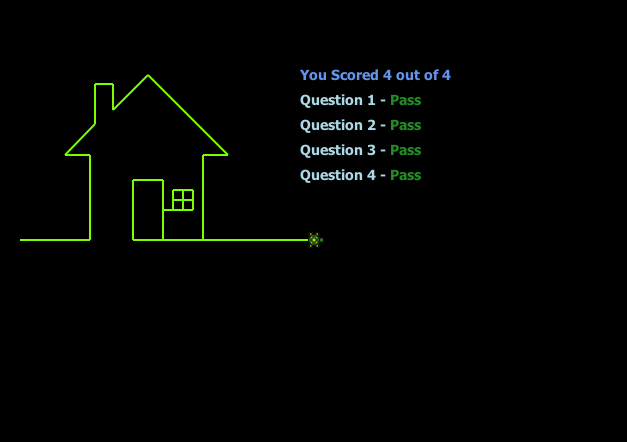 You Scored 4 out of 4
Question 1 - Pass
Question 2 - Pass
Question 3 - Pass
Question 4 - Pass